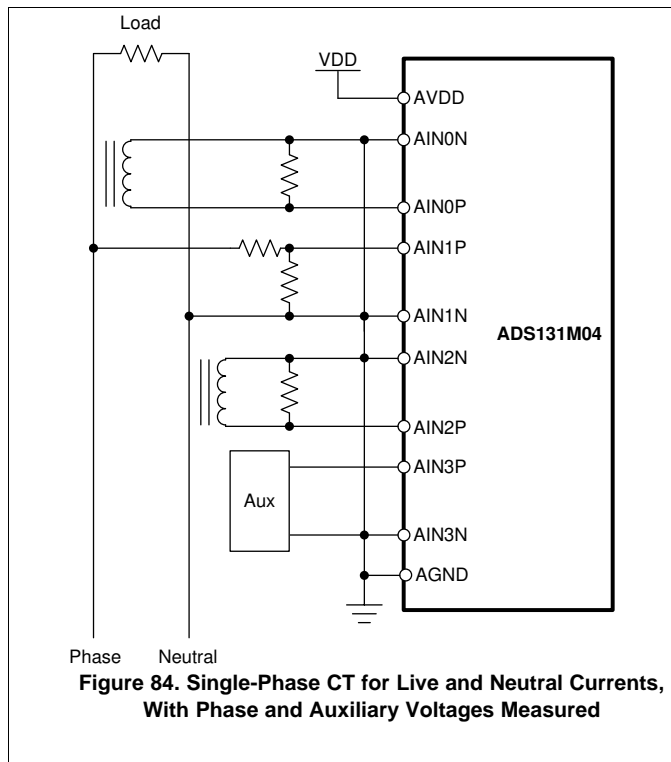 Load
VDD
AVDD
AIN0N
AIN0P
AIN1P
AIN1N
ADS131M04
AIN2N
AIN2P
AIN3P
Aux
AIN3N
AGND
Phase Neutral
Figure 84. Single-Phase CT for Live and Neutral Currents,
With Phase and Auxiliary Voltages Measured